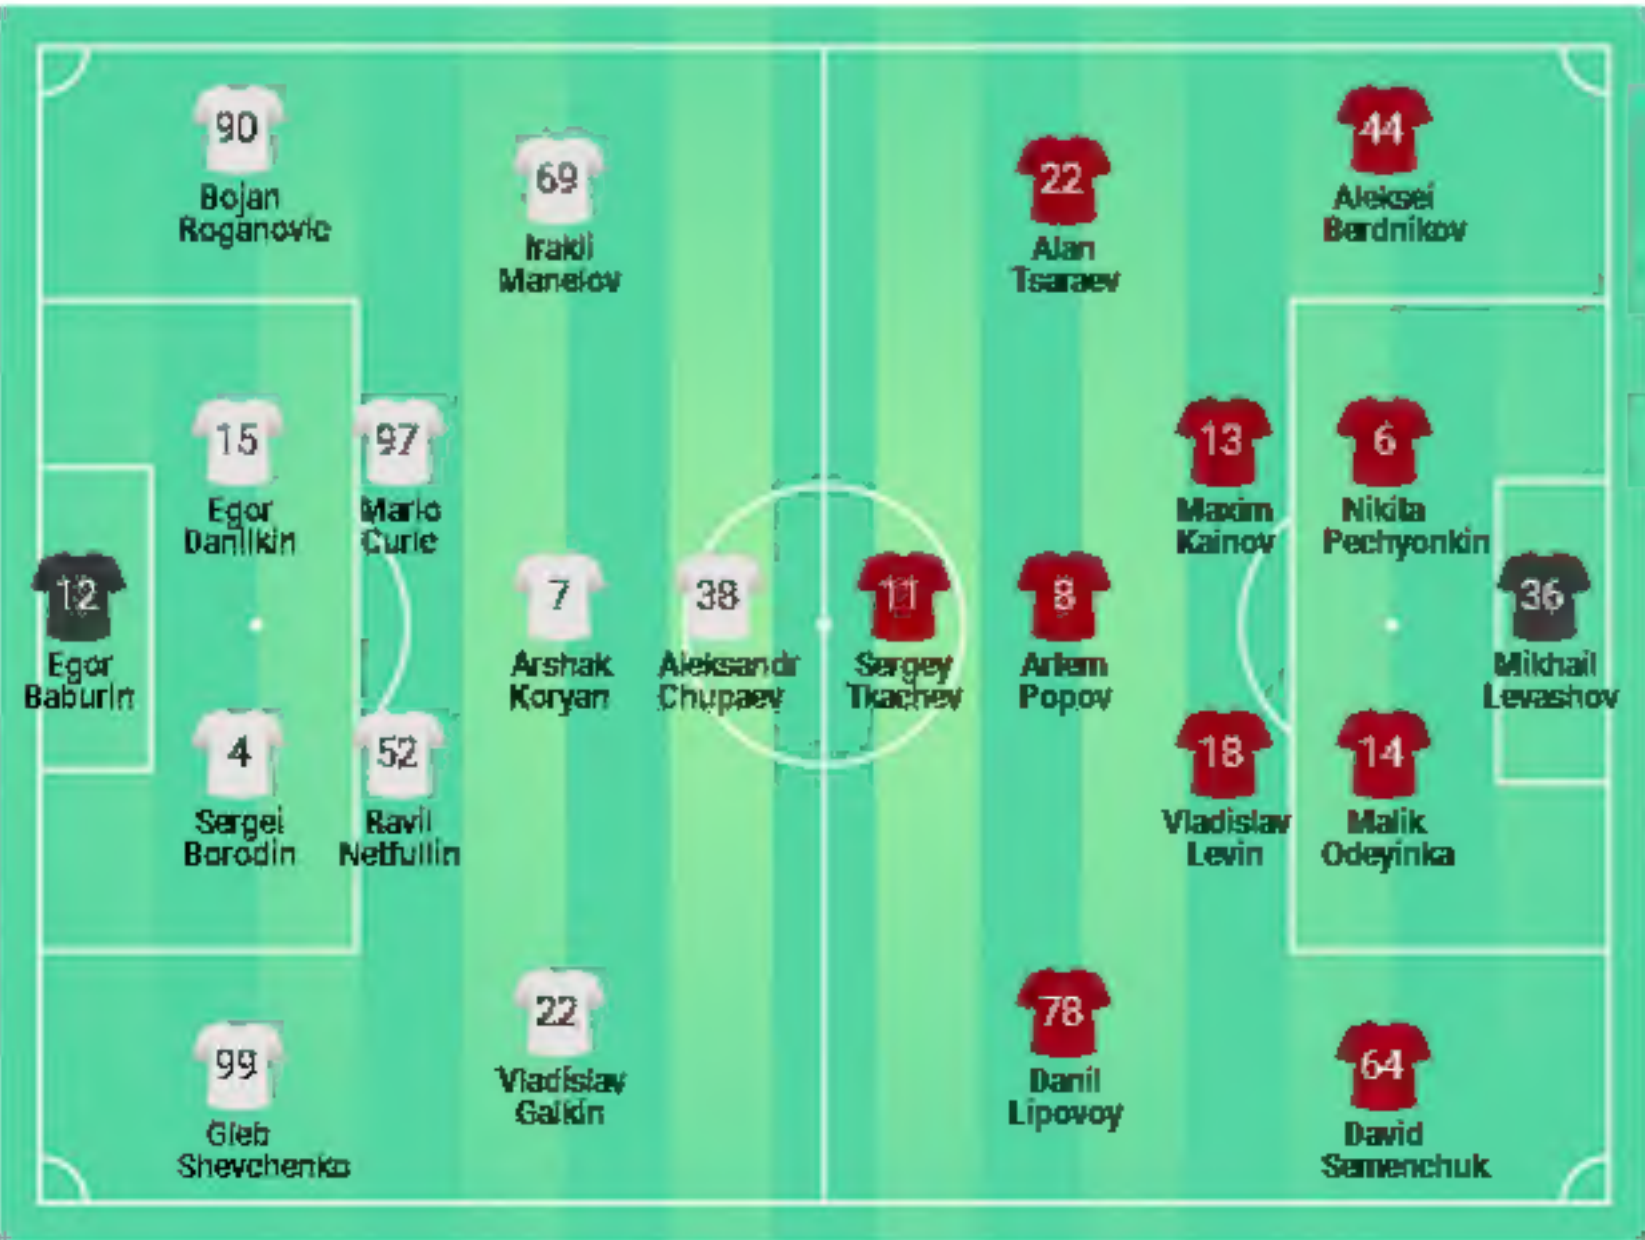 90
Bojan
Roganovic
69
Irakli
Manelov
22
Alan
Tsaraev
44
Aleksei
Berdnikov
15
Egor
Danilkin
97
Mario
Curic
13
Maxim
Kainov
6
Nikita
Pechyonkin
12
Egor
Baburin
7
Arshak
Koryan
38
Aleksandr
Chupaev
11
Sergey
Tkachev
8
Artem
Popov
36
Mikhail
Levashov
4
Sergei
Borodin
52
Ravil
Netfullin
18
Vladislav
Levin
14
Malik
Odeyinka
99
Gleb
Shevchenko
22
Vladislav
Galkin
78
Danil
Lipovoy
64
David
Semenchuk